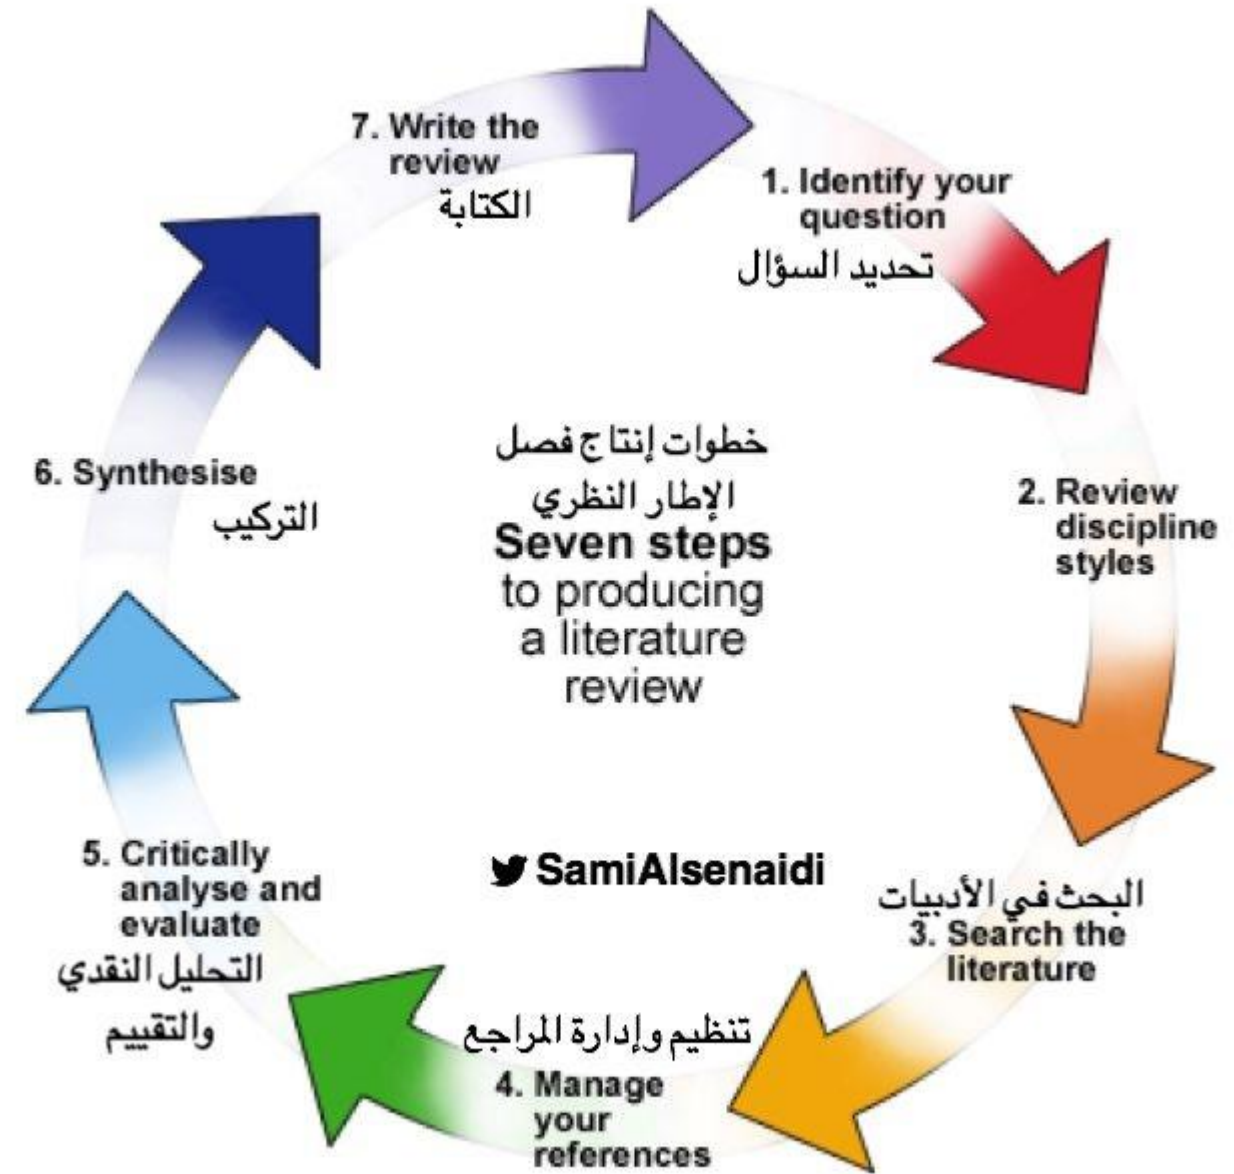 خطوات إنتاج فصل
الإطار النظري
Seven steps
to producing
a literature
review
1. Identify your
question
تحديد السؤال
2. Review
discipline
styles
البحث في الأدبيات
3. Search the
literature
تنظيم وإدارة المراجع
4. Manage
your
references
5. Critically
analyse and
evaluate
التحليل النقدي
والتقييم
6. Synthesise
التركيب
7. Write the
review
الكتابة
SamiAlsenaidi